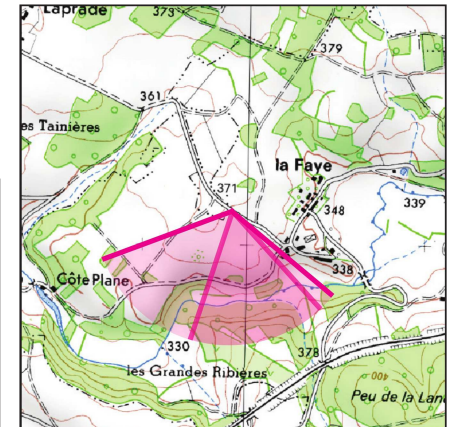 Laprade
373
379
361
es Tainières
la Faye
371
348
339
338
Côte Plane
330
378
les Grandes Ribières
400
Peu de la Lan